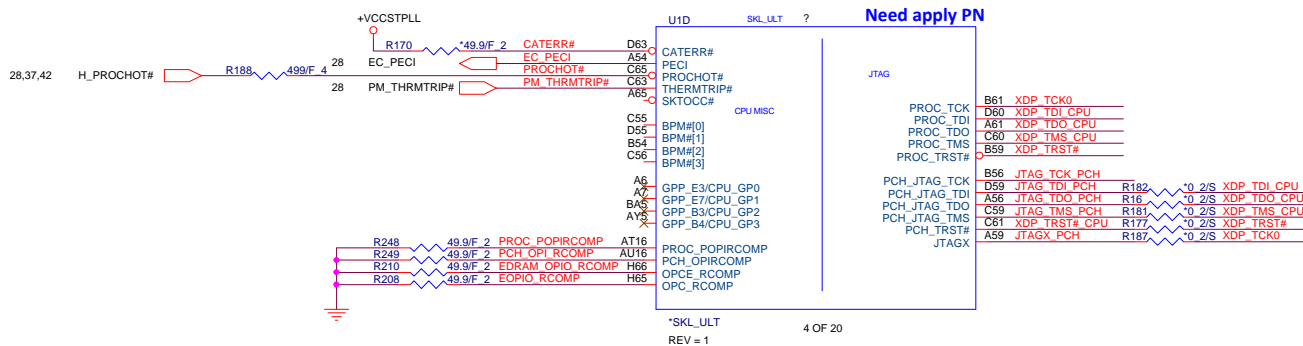 U1D SKL_ULT ? Need apply PN
+VCCSTPLL
R170 *49.9/F_2 CATERR# D63 CATERR#
28 EC_PECI EC_PECI A54 PECI
28,37,42 H_PROCHOT# R188 499/F_4 PROCHOT# C65 PROCHOT#
28 PM_THRMTRIP# PM_THRMTRIP# C63 THERMTRIP#
A65 SKTOCC#
JTAG
CPU MISC
C55 BPM#[0]
D55 BPM#[1]
B54 BPM#[2]
C56 BPM#[3]
PROC_TCK B61 XDP_TCK0
PROC_TDI D60 XDP_TDI_CPU
PROC_TDO A61 XDP_TDO_CPU
PROC_TMS C60 XDP_TMS_CPU
PROC_TRST# B59 XDP_TRST#
A6 GPP_E3/CPU_GP0
A7 GPP_E7/CPU_GP1
BA5 GPP_B3/CPU_GP2
AY5 GPP_B4/CPU_GP3
PCH_JTAG_TCK B56 JTAG_TCK_PCH
PCH_JTAG_TDI D59 JTAG_TDI_PCH R182 *0_2/S XDP_TDI_CPU
PCH_JTAG_TDO A56 JTAG_TDO_PCH R16 *0_2/S XDP_TDO_CPU
PCH_JTAG_TMS C59 JTAG_TMS_PCH R181 *0_2/S XDP_TMS_CPU
PCH_TRST# C61 XDP_TRST#_CPU R177 *0_2/S XDP_TRST#
JTAGX A59 JTAGX_PCH R187 *0_2/S XDP_TCK0
R248 49.9/F_2 PROC_POPIRCOMP AT16 PROC_POPIRCOMP
R249 49.9/F_2 PCH_OPI_RCOMP AU16 PCH_OPIRCOMP
R210 49.9/F_2 EDRAM_OPIO_RCOMP H66 OPCE_RCOMP
R208 49.9/F_2 EOPIO_RCOMP H65 OPC_RCOMP
*SKL_ULT 4 OF 20
REV = 1